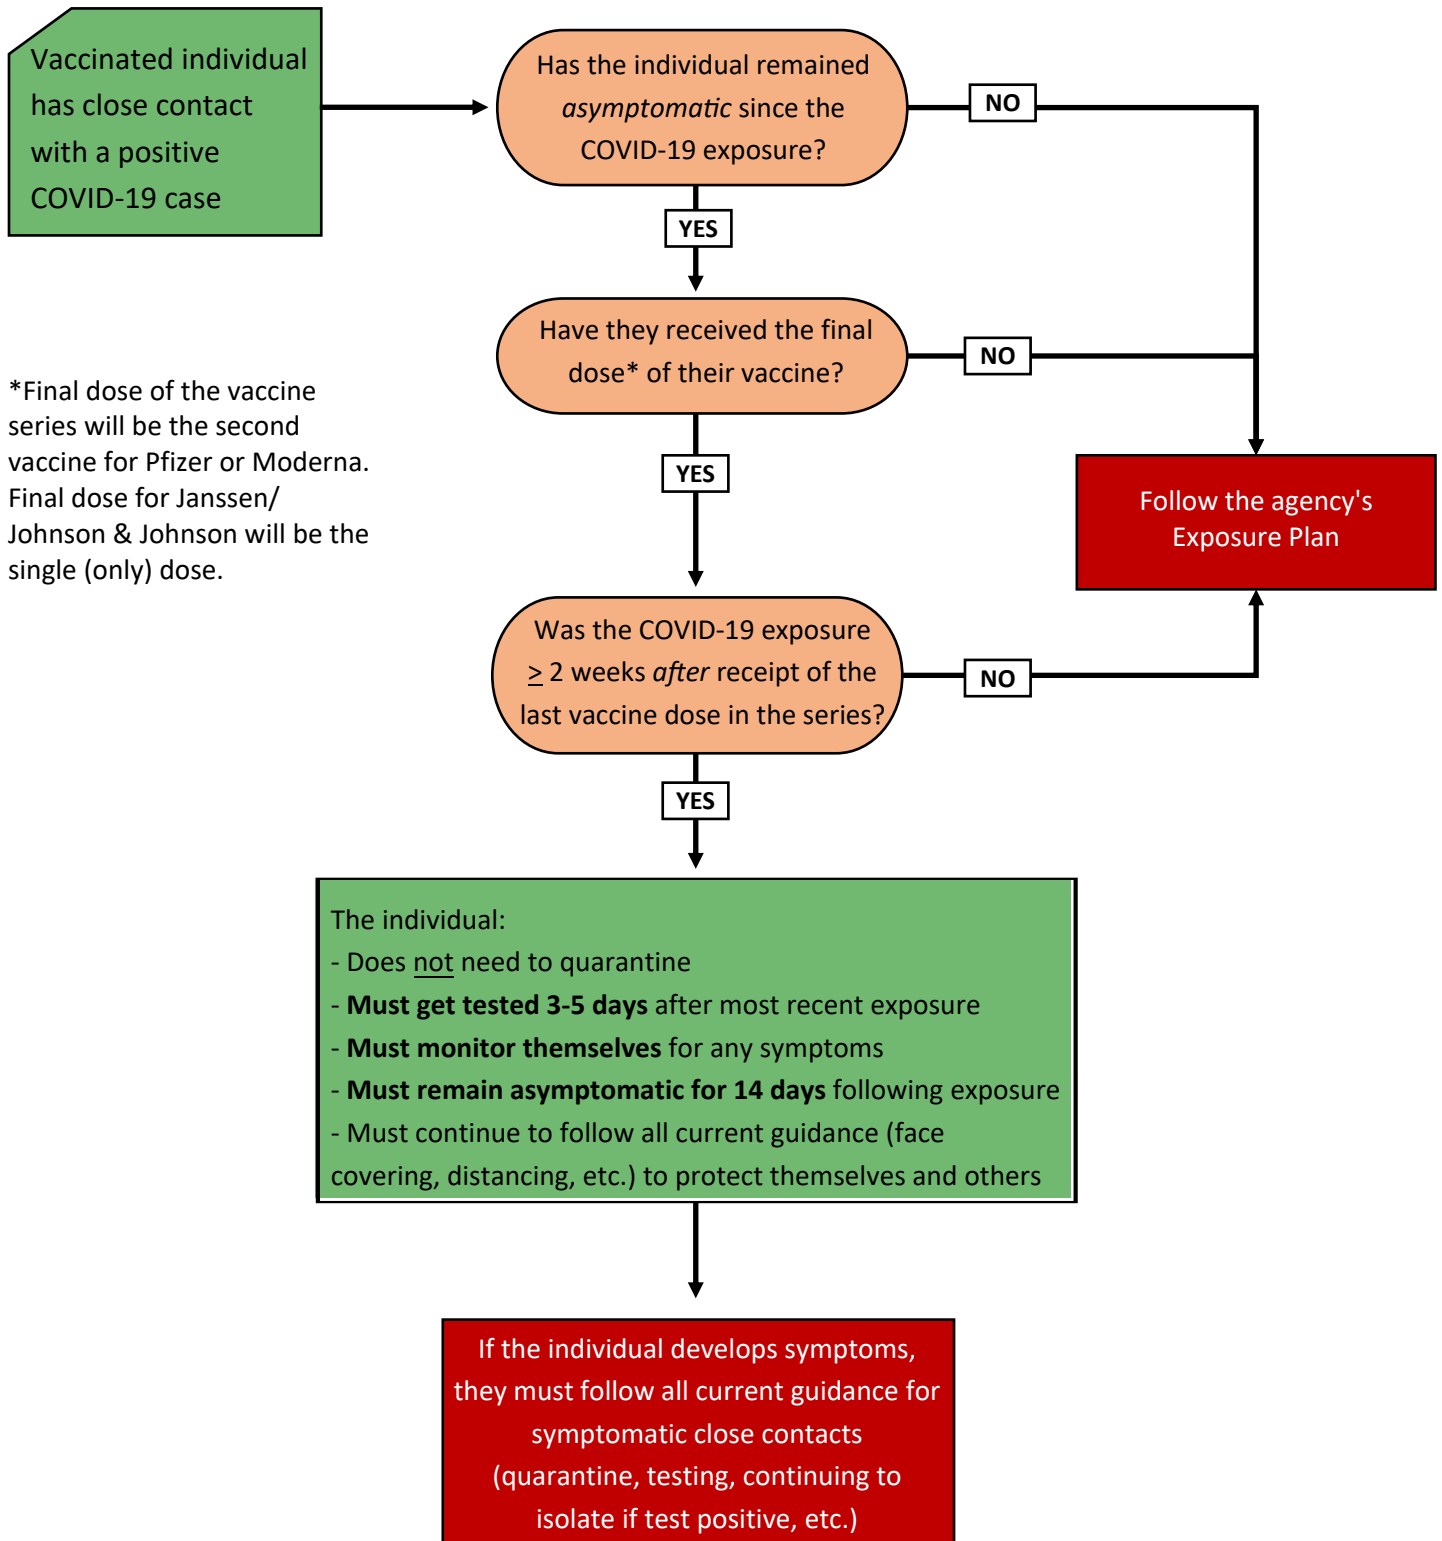 Vaccinated individual
has close contact
with a positive
COVID-19 case
Has the individual remained
asymptomatic since the
COVID-19 exposure?
NO
YES
Have they received the final
dose* of their vaccine?
NO
*Final dose of the vaccine
series will be the second
vaccine for Pfizer or Moderna.
Final dose for Janssen/
Johnson & Johnson will be the
single (only) dose.
YES
Follow the agency's
Exposure Plan
Was the COVID-19 exposure
≥ 2 weeks after receipt of the
last vaccine dose in the series?
NO
YES
The individual:
- Does not need to quarantine
- Must get tested 3-5 days after most recent exposure
- Must monitor themselves for any symptoms
- Must remain asymptomatic for 14 days following exposure
- Must continue to follow all current guidance (face
covering, distancing, etc.) to protect themselves and others
If the individual develops symptoms,
they must follow all current guidance for
symptomatic close contacts
(quarantine, testing, continuing to
isolate if test positive, etc.)